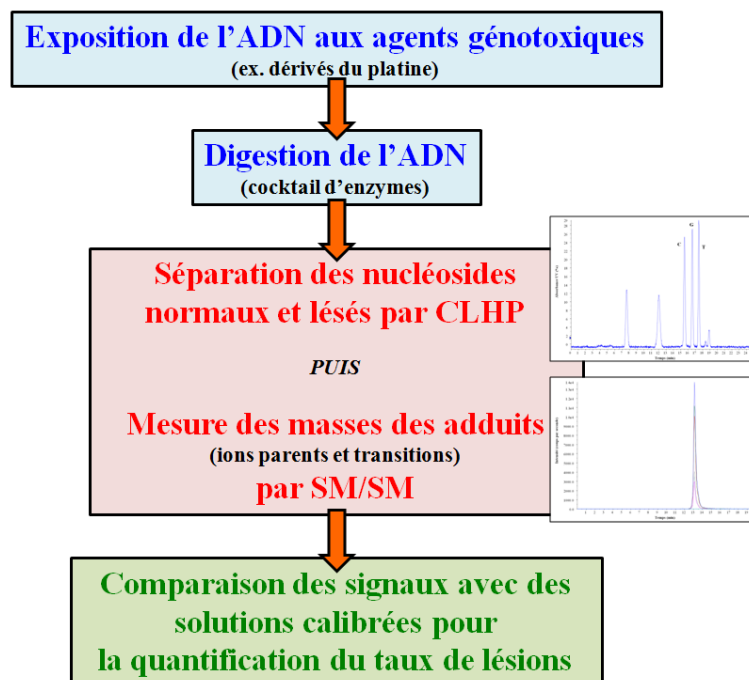 Exposition de l'ADN aux agents génotoxiques
(ex. dérivés du platine)
Digestion de l'ADN
(cocktail d'enzymes)
Séparation des nucléosides
normaux et lésés par CLHP
PUIS
Mesure des masses des adduits
(ions parents et transitions)
par SM/SM
Comparaison des signaux avec des
solutions calibrées pour
la quantification du taux de lésions
C
G
T